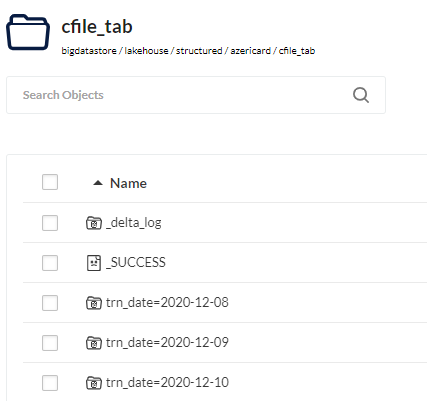 cfile_tab
bigdatastore / lakehouse / structured / azericard / cfile_tab
Search Objects
Name
_delta_log
_SUCCESS
trn_date=2020-12-08
trn_date=2020-12-09
trn_date=2020-12-10